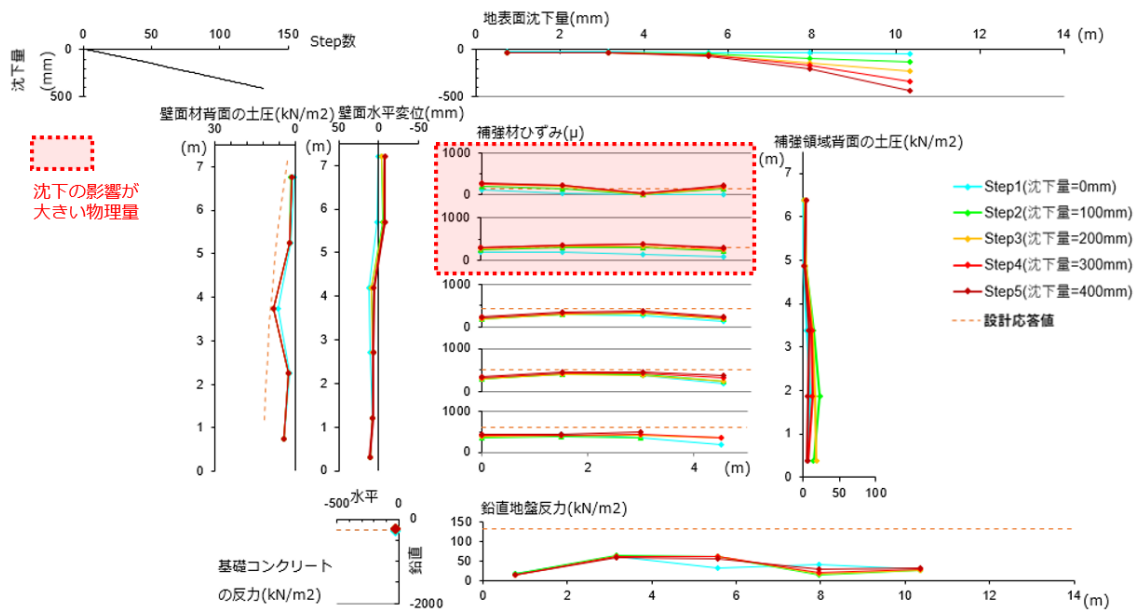 0 50 100 150 Step数
0
500
沈下量
(mm)
地表面沈下量(mm)
0 2 4 6 8 10 12 14 (m)
0
500
沈下の影響が
大きい物理量
壁面材背面の土圧(kN/m2)
30 0
(m)
7
6
5
4
3
2
1
0
壁面水平変位(mm)
50 0 -50
(m)
7
6
5
4
3
2
1
0
補強材ひずみ(μ)
1000
0
1000
0
1000
0
1000
0
1000
0
0 2 4 (m)
補強領域背面の土圧(kN/m2)
(m)
7
6
5
4
3
2
1
0
0 50 100
Step1(沈下量=0mm)
Step2(沈下量=100mm)
Step3(沈下量=200mm)
Step4(沈下量=300mm)
Step5(沈下量=400mm)
設計応答値
水平
-500 0
0
鉛直
-2000
基礎コンクリート
の反力(kN/m2)
鉛直地盤反力(kN/m2)
150
100
50
0
0 2 4 6 8 10 12 14 (m)